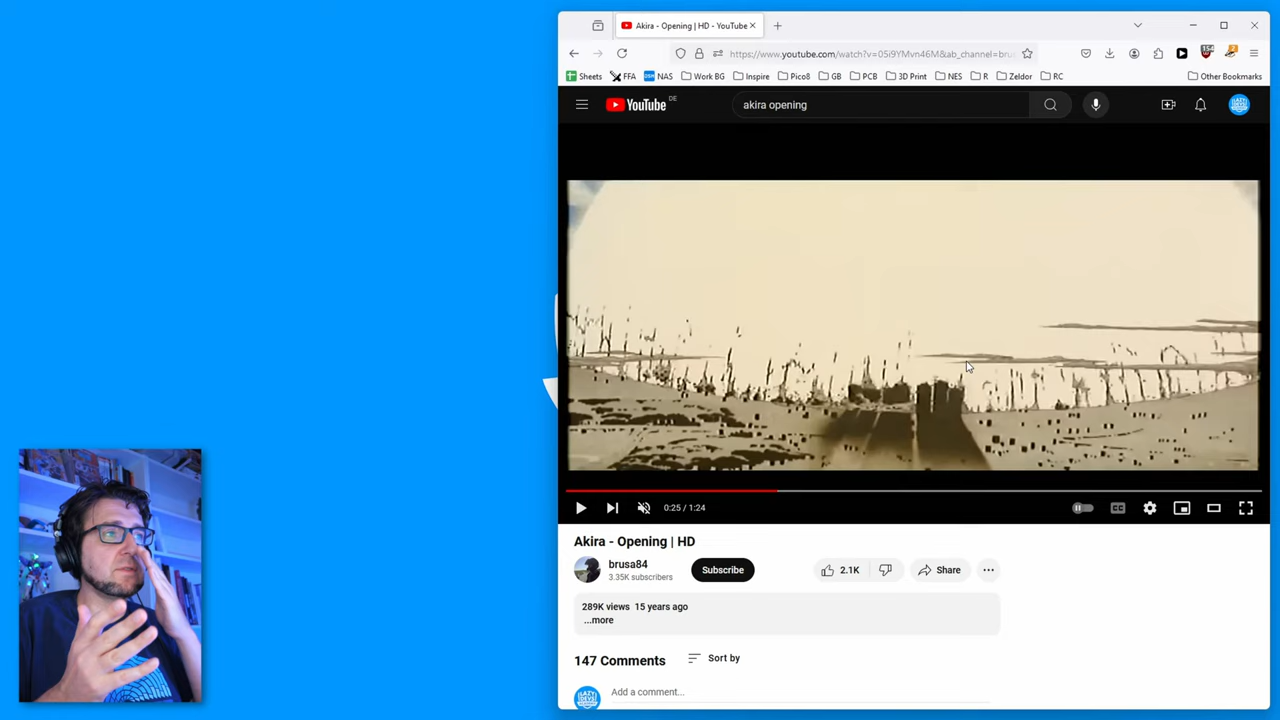 Akira - Opening | HD - YouTube
https://www.youtube.com/watch?v=05i9YMvn46M&ab_channel=bru
Sheets
FFA
NAS
Work BG
Inspire
Pico8
GB
PCB
3D Print
NES
R
Zeldor
RC
Other Bookmarks
YouTube DE
akira opening
0:25 / 1:24
CC
Akira - Opening | HD
brusa84
3.35K subscribers
Subscribe
2.1K
Share
289K views 15 years ago
...more
147 Comments
Sort by
LAZY DEVS
Add a comment...